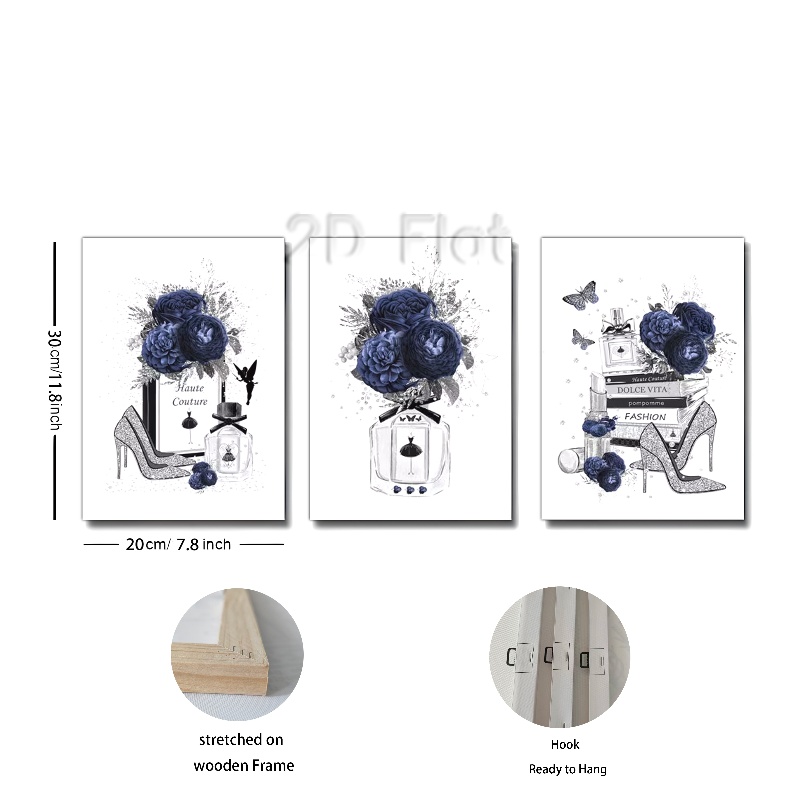 2D Flat
30cm/11.8inch
Haute
Couture
Haute Couture
DOLCE VITA
pompomme
FASHION
20cm/ 7.8 inch
stretched on
wooden Frame
Hook
Ready to Hang